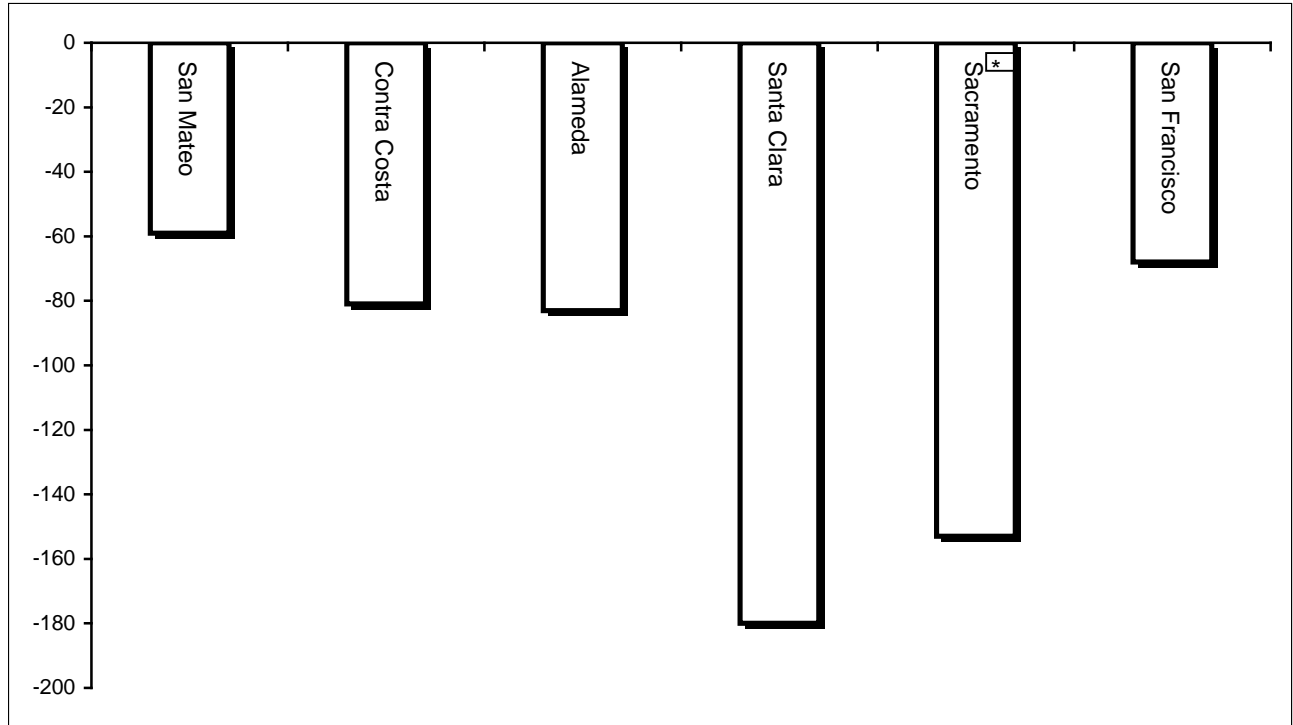 0
-20
-40
-60
-80
-100
-120
-140
-160
-180
-200
San Mateo
Contra Costa
Alameda
Santa Clara
Sacramento
*
San Francisco